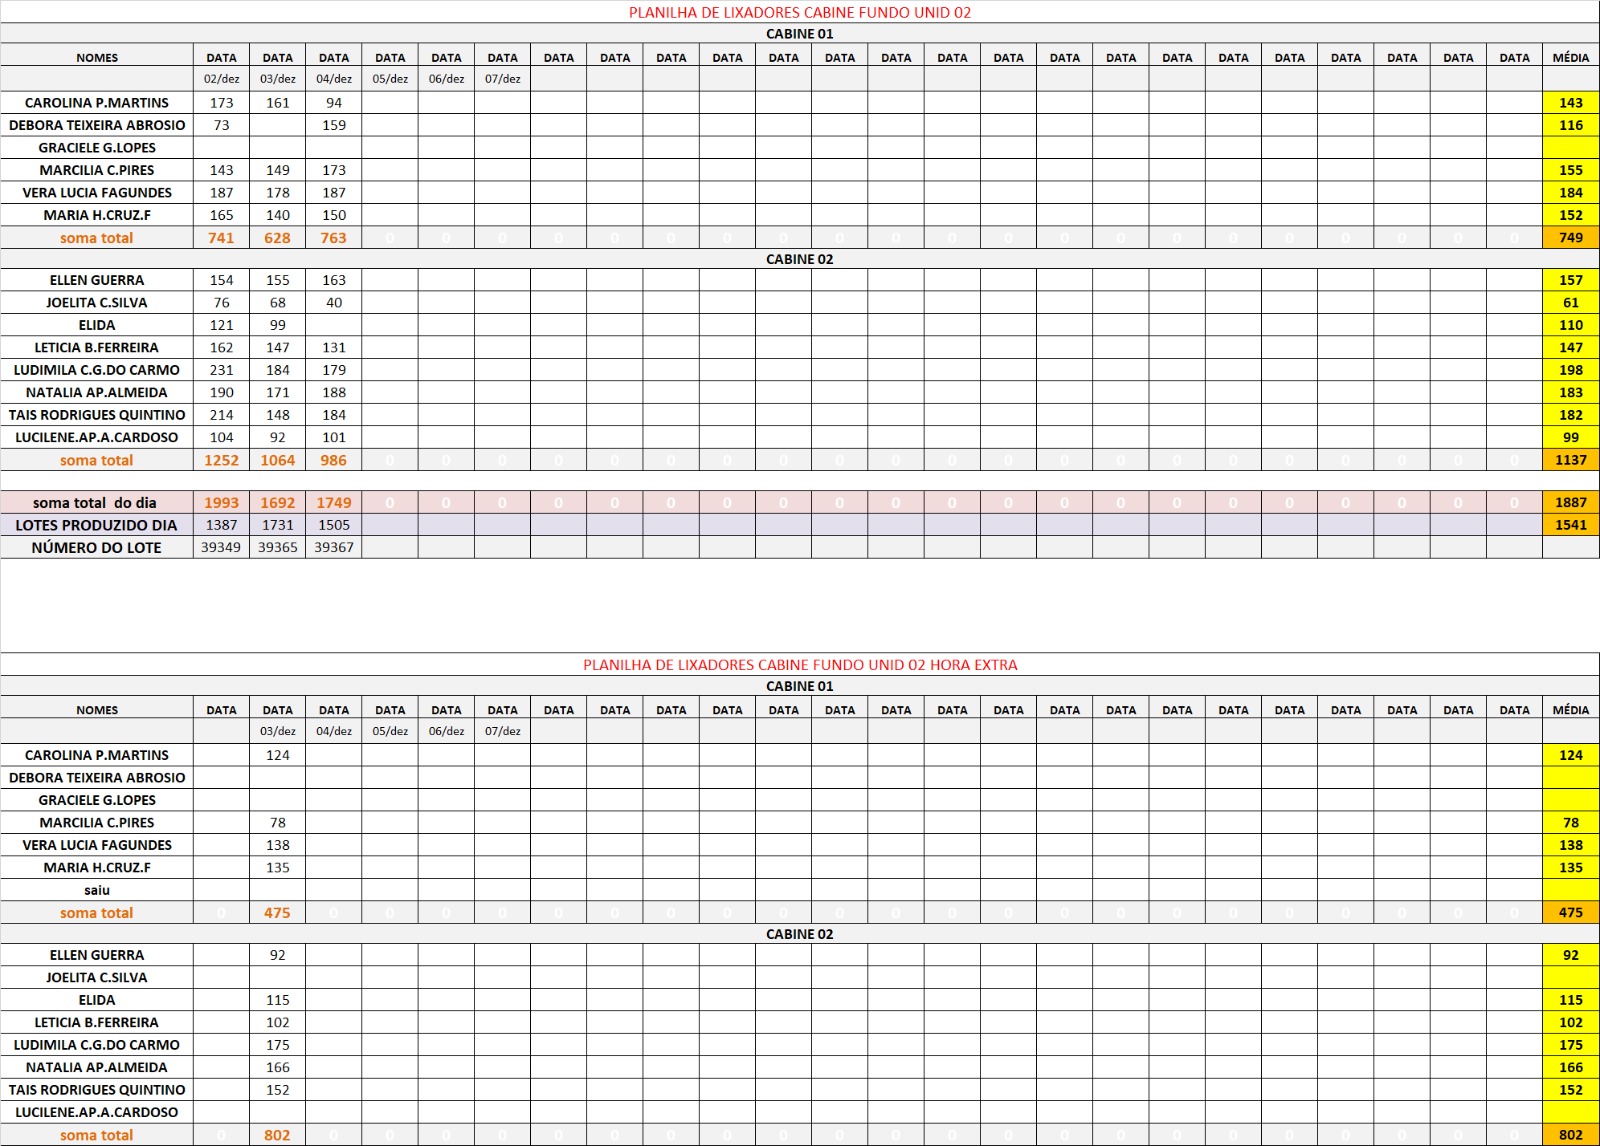 PLANILHA DE LIXADORES CABINE FUNDO UNID 02
CABINE 01
NOMES DATA DATA DATA DATA DATA DATA DATA DATA DATA DATA DATA DATA DATA DATA DATA DATA DATA DATA DATA DATA DATA DATA DATA DATA MÉDIA
02/dez 03/dez 04/dez 05/dez 06/dez 07/dez
CAROLINA P.MARTINS 173 161 94 143
DEBORA TEIXEIRA ABROSIO 73 159 116
GRACIELE G.LOPES
MARCILIA C.PIRES 143 149 173 155
VERA LUCIA FAGUNDES 187 178 187 184
MARIA H.CRUZ.F 165 140 150 152
soma total 741 628 763 0 0 0 0 0 0 0 0 0 0 0 0 0 0 0 0 0 0 0 0 0 749
CABINE 02
ELLEN GUERRA 154 155 163 157
JOELITA C.SILVA 76 68 40 61
ELIDA 121 99 110
LETICIA B.FERREIRA 162 147 131 147
LUDIMILA C.G.DO CARMO 231 184 179 198
NATALIA AP.ALMEIDA 190 171 188 183
TAIS RODRIGUES QUINTINO 214 148 184 182
LUCILENE.AP.A.CARDOSO 104 92 101 99
soma total 1252 1064 986 0 0 0 0 0 0 0 0 0 0 0 0 0 0 0 0 0 0 0 0 0 1137
soma total do dia 1993 1692 1749 0 0 0 0 0 0 0 0 0 0 0 0 0 0 0 0 0 0 0 0 0 1887
LOTES PRODUZIDO DIA 1387 1731 1505 1541
NÚMERO DO LOTE 39349 39365 39367
PLANILHA DE LIXADORES CABINE FUNDO UNID 02 HORA EXTRA
CABINE 01
NOMES DATA DATA DATA DATA DATA DATA DATA DATA DATA DATA DATA DATA DATA DATA DATA DATA DATA DATA DATA DATA DATA DATA DATA DATA MÉDIA
03/dez 04/dez 05/dez 06/dez 07/dez
CAROLINA P.MARTINS 124 124
DEBORA TEIXEIRA ABROSIO
GRACIELE G.LOPES
MARCILIA C.PIRES 78 78
VERA LUCIA FAGUNDES 138 138
MARIA H.CRUZ.F 135 135
saiu
soma total 0 475 0 0 0 0 0 0 0 0 0 0 0 0 0 0 0 0 0 0 0 0 0 0 475
CABINE 02
ELLEN GUERRA 92 92
JOELITA C.SILVA
ELIDA 115 115
LETICIA B.FERREIRA 102 102
LUDIMILA C.G.DO CARMO 175 175
NATALIA AP.ALMEIDA 166 166
TAIS RODRIGUES QUINTINO 152 152
LUCILENE.AP.A.CARDOSO
soma total 0 802 0 0 0 0 0 0 0 0 0 0 0 0 0 0 0 0 0 0 0 0 0 0 802